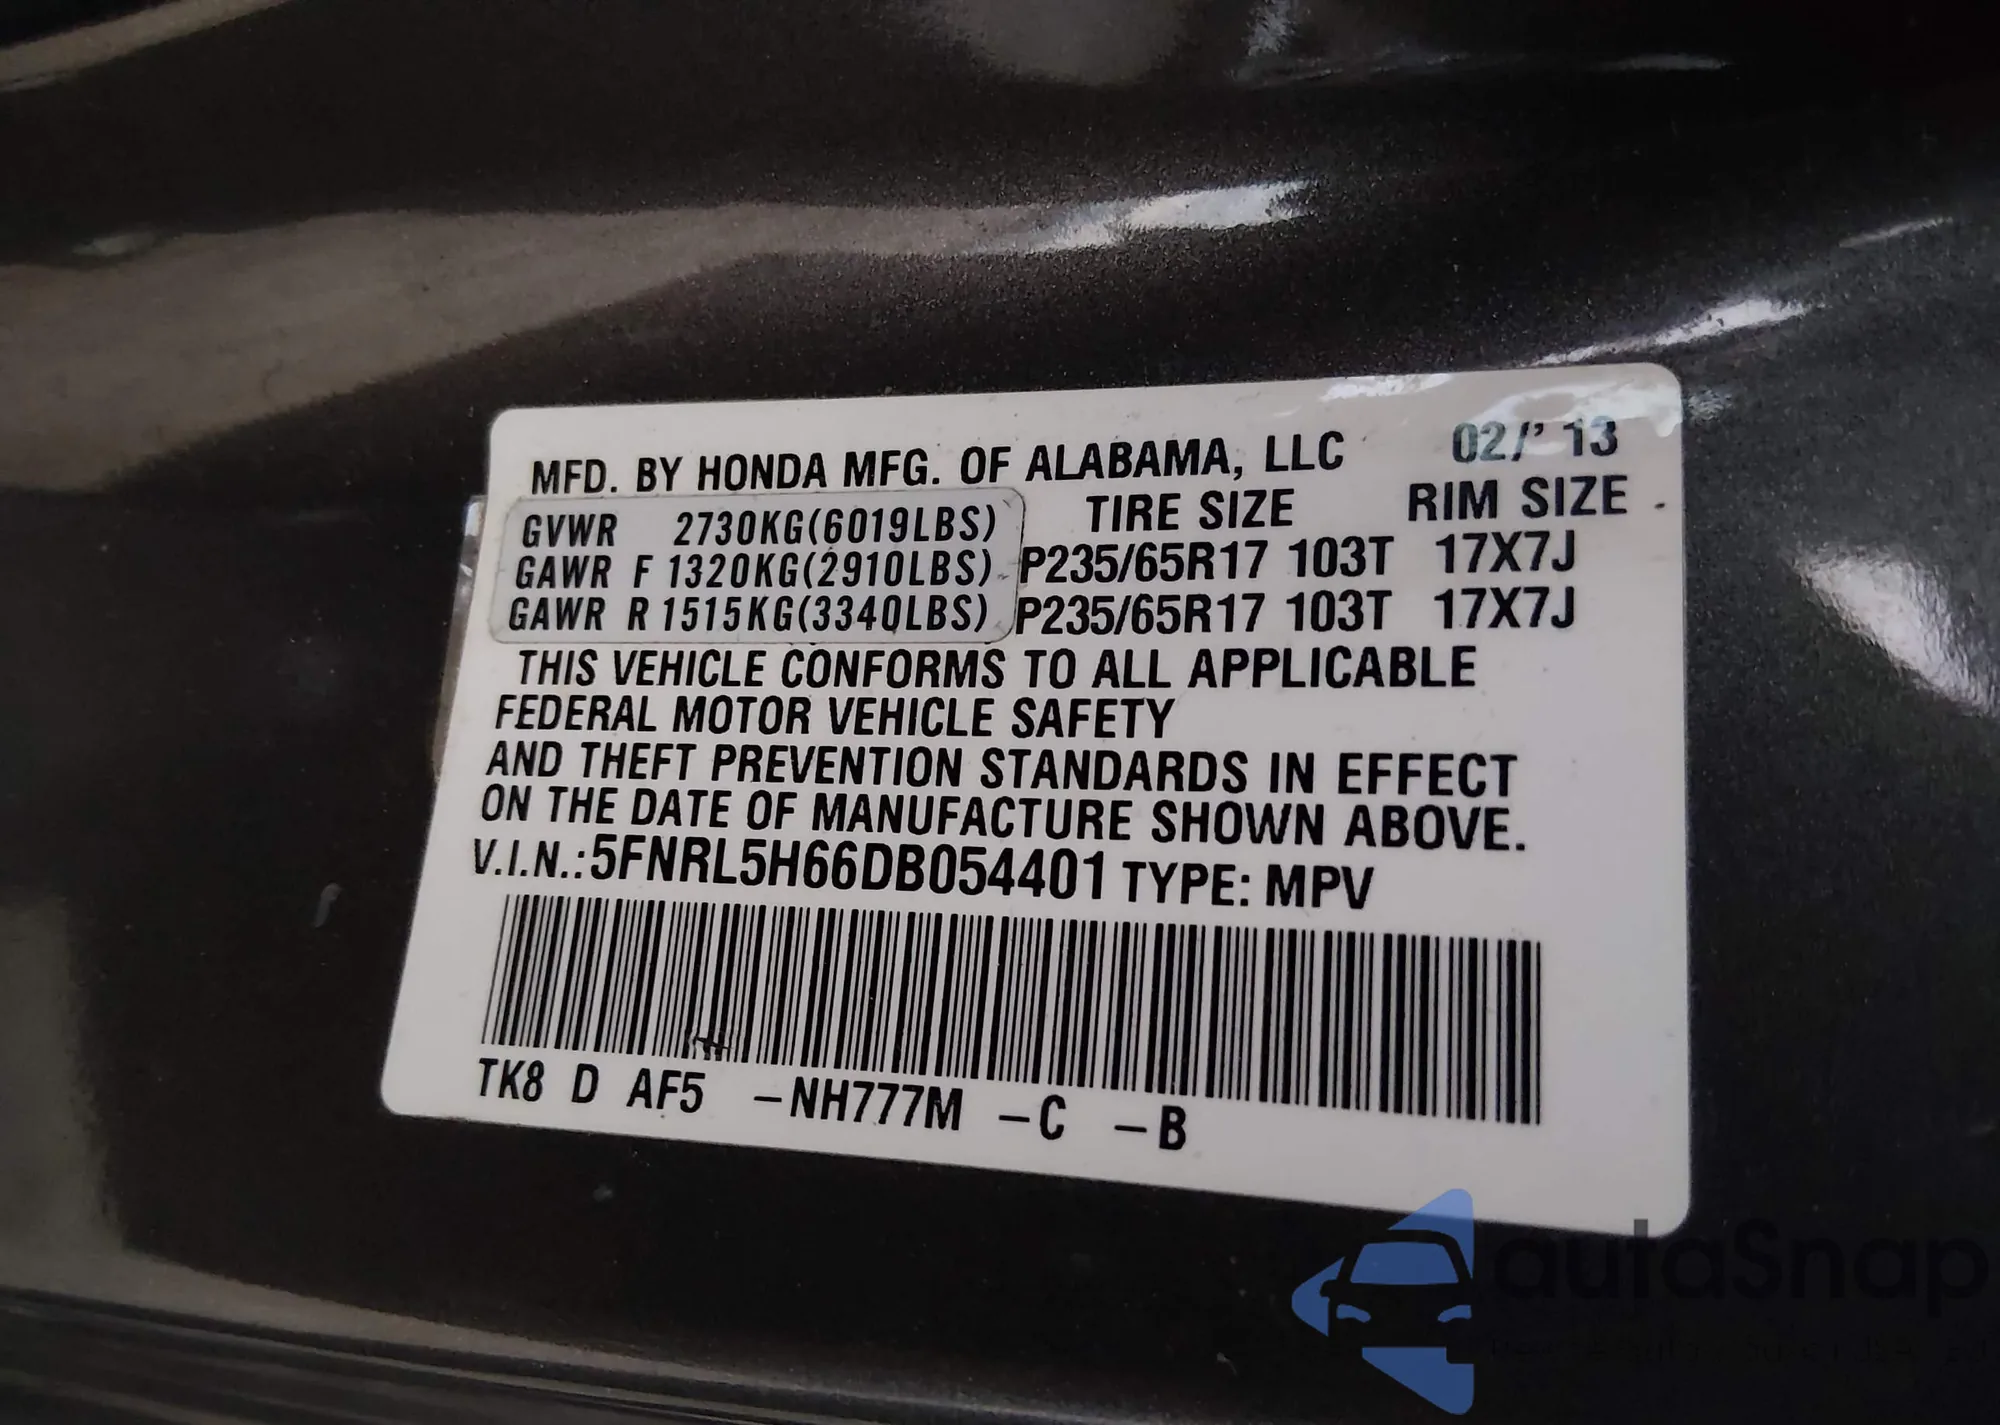 MFD. BY HONDA MFG. OF ALABAMA, LLC 02/'13
TIRE SIZE RIM SIZE
GVWR 2730KG(6019LBS)
GAWR F 1320KG(2910LBS) P235/65R17 103T 17X7J
GAWR R 1515KG(3340LBS) P235/65R17 103T 17X7J
THIS VEHICLE CONFORMS TO ALL APPLICABLE
FEDERAL MOTOR VEHICLE SAFETY
AND THEFT PREVENTION STANDARDS IN EFFECT
ON THE DATE OF MANUFACTURE SHOWN ABOVE.
V.I.N.:5FNRL5H66DB054401 TYPE: MPV
TK8 D AF5 -NH777M -C -B
autaSnap